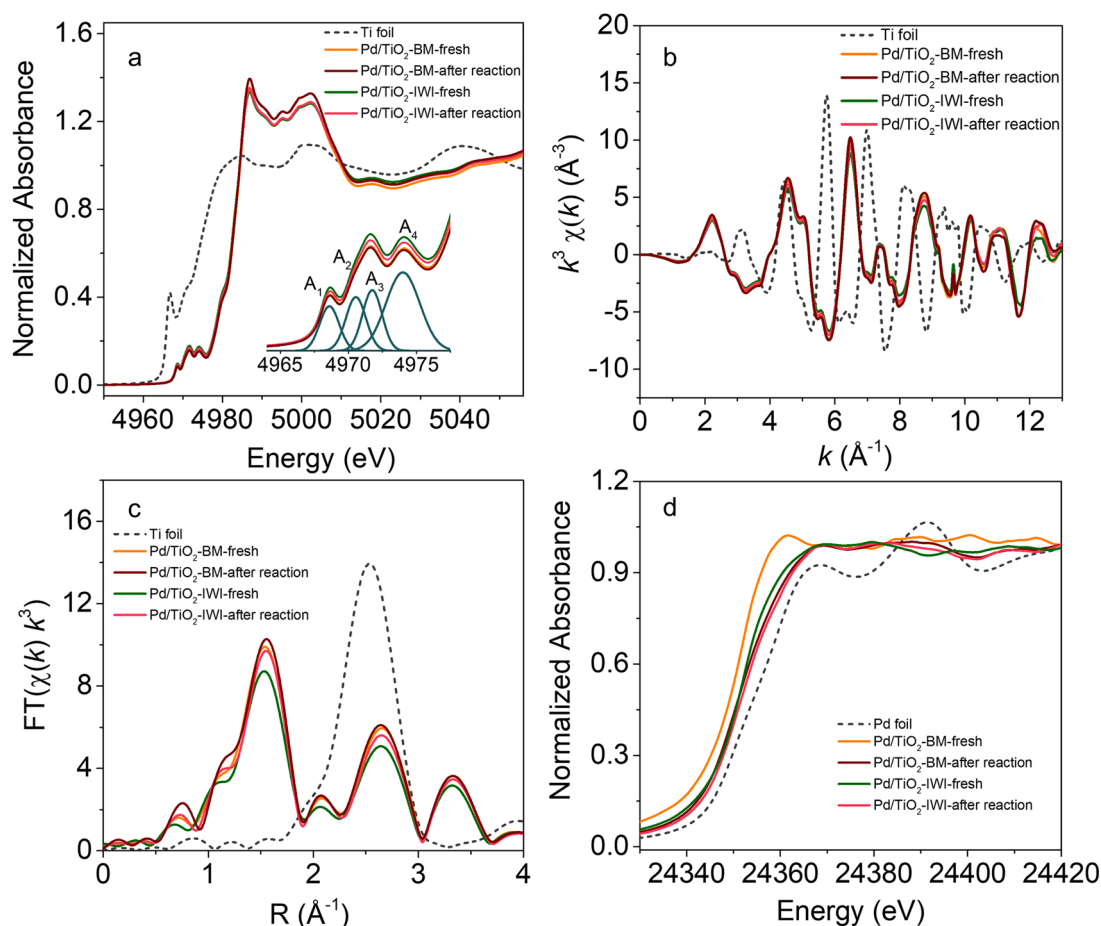 a
Ti foil
Pd/TiO₂-BM-fresh
Pd/TiO₂-BM-after reaction
Pd/TiO₂-IWI-fresh
Pd/TiO₂-IWI-after reaction
Normalized Absorbance
1.6
1.2
0.8
0.4
0.0
A₁
A₂
A₃
A₄
4965 4970 4975
4960 4980 5000 5020 5040
Energy (eV)
b
Ti foil
Pd/TiO₂-BM-fresh
Pd/TiO₂-BM-after reaction
Pd/TiO₂-IWI-fresh
Pd/TiO₂-IWI-after reaction
k³ χ(k) (Å⁻³)
20
15
10
5
0
-5
-10
0 2 4 6 8 10 12
k (Å⁻¹)
c
Ti foil
Pd/TiO₂-BM-fresh
Pd/TiO₂-BM-after reaction
Pd/TiO₂-IWI-fresh
Pd/TiO₂-IWI-after reaction
FT(χ(k) k³)
16
12
8
4
0
0 1 2 3 4
R (Å⁻¹)
d
Normalized Absorbance
1.2
0.9
0.6
0.3
0.0
Pd foil
Pd/TiO₂-BM-fresh
Pd/TiO₂-BM-after reaction
Pd/TiO₂-IWI-fresh
Pd/TiO₂-IWI-after reaction
24340 24360 24380 24400 24420
Energy (eV)